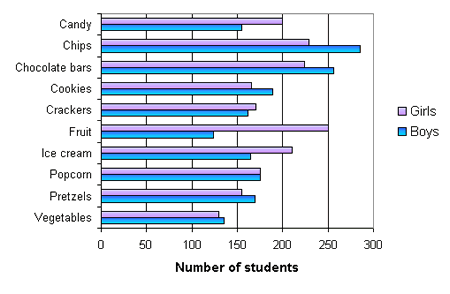 Candy
Chips
Chocolate bars
Cookies
Crackers
Fruit
Ice cream
Popcorn
Pretzels
Vegetables
0 50 100 150 200 250 300
Number of students
Girls
Boys